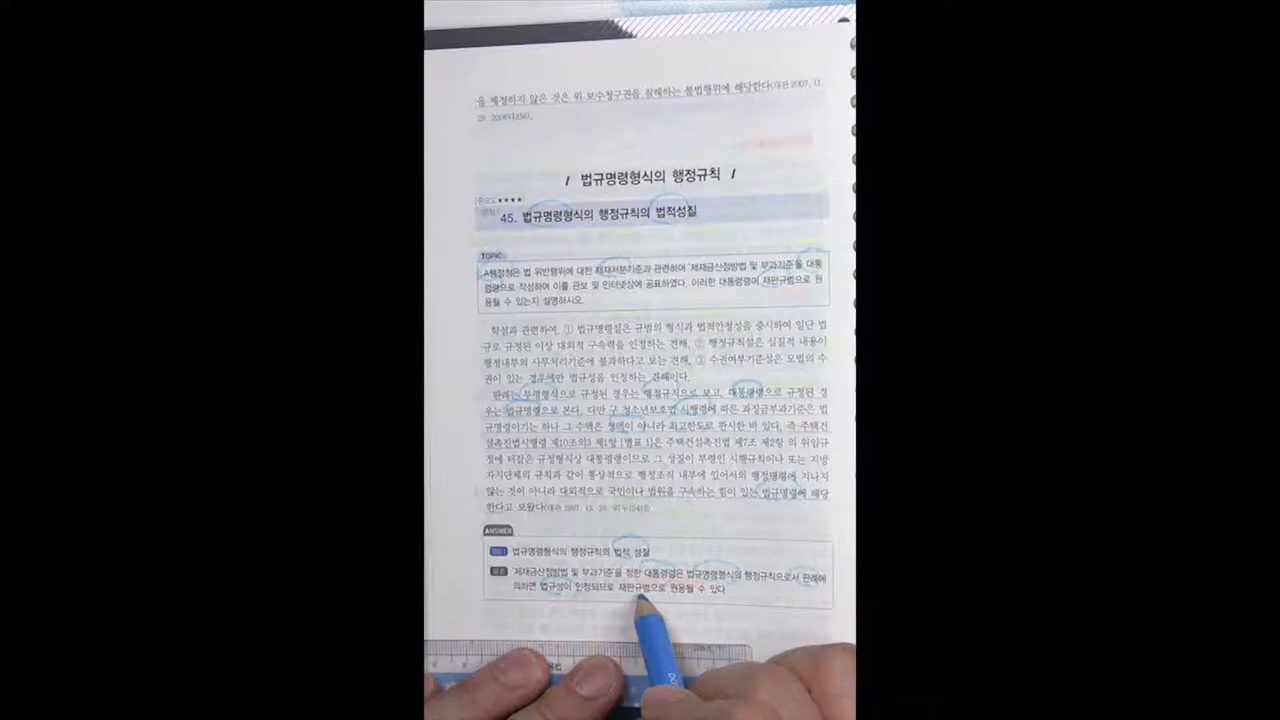 을 제정하지 않은 것은 위 보수청구권을 침해하는 불법행위에 해당한다(대판 2007. 11
29 2006다3561).
법규명령형식의 행정규칙
중요도 ★★★★
쟁점 45. 법규명령형식의 행정규칙의 법적성질
TOPIC
A행정청은 법 위반행위에 대한 제재처분기준과 관련하여 '제재금산정방법 및 부과기준'을 대통
령령으로 작성하여 이를 관보 및 인터넷상에 공표하였다. 이러한 대통령령이 재판규범으로 원
용될 수 있는지 설명하시오.
학설과 관련하여, ① 법규명령설은 규범의 형식과 법적안정성을 중시하여 일단 법
규로 규정된 이상 대외적 구속력을 인정하는 견해, ② 행정규칙설은 실질적 내용이
행정내부의 사무처리기준에 불과하다고 보는 견해, ③ 수권여부기준설은 모법의 수
권이 있는 경우에만 법규성을 인정하는 견해이다.
판례는 부령형식으로 규정된 경우는 행정규칙으로 보고, 대통령령으로 규정된 경
우는 법규명령으로 본다. 다만 구 청소년보호법 시행령에 따른 과징금부과기준은 법
규명령이기는 하나 그 수액은 정액이 아니라 최고한도로 판시한 바 있다. 즉 주택건
설촉진법시행령 제10조의3 제1항 [별표 1]은 주택건설촉진법 제7조 제2항 의 위임규
정에 터잡은 규정형식상 대통령령이므로 그 성질이 부령인 시행규칙이나 또는 지방
자치단체의 규칙과 같이 통상적으로 행정조직 내부에 있어서의 행정명령에 지나지
않는 것이 아니라 대외적으로 국민이나 법원을 구속하는 힘이 있는 법규명령에 해당
한다고 보았다(대판 1997. 12. 26. 97누15418)
ANSWER
쟁점 법규명령형식의 행정규칙의 법적 성질
결론 '제재금산정방법 및 부과기준'을 정한 대통령령은 법규명령형식의 행정규칙으로서 판례에
의하면 법규성이 인정되므로 재판규범으로 원용될 수 있다